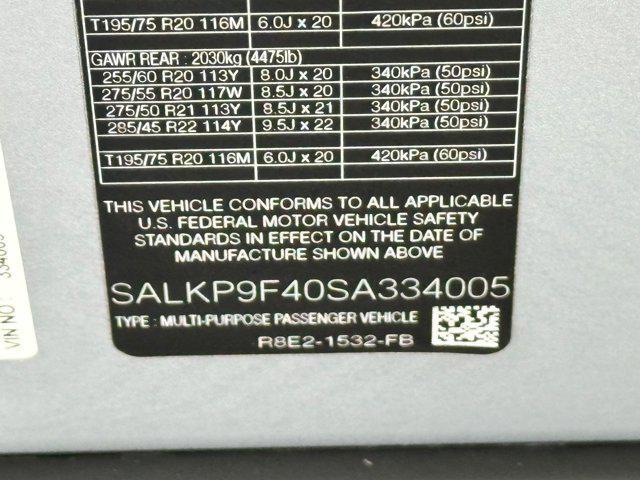 T195/75 R20 116M 6.0J x 20 420kPa (60psi)
GAWR REAR : 2030kg (4475lb)
255/60 R20 113Y 8.0J x 20 340kPa (50psi)
275/55 R20 117W 8.5J x 20 340kPa (50psi)
275/50 R21 113Y 8.5J x 21 340kPa (50psi)
285/45 R22 114Y 9.5J x 22 340kPa (50psi)
T195/75 R20 116M 6.0J x 20 420kPa (60psi)
THIS VEHICLE CONFORMS TO ALL APPLICABLE
U.S. FEDERAL MOTOR VEHICLE SAFETY
STANDARDS IN EFFECT ON THE DATE OF
MANUFACTURE SHOWN ABOVE
SALKP9F40SA334005
TYPE : MULTI-PURPOSE PASSENGER VEHICLE
R8E2-1532-FB
VIN NO :